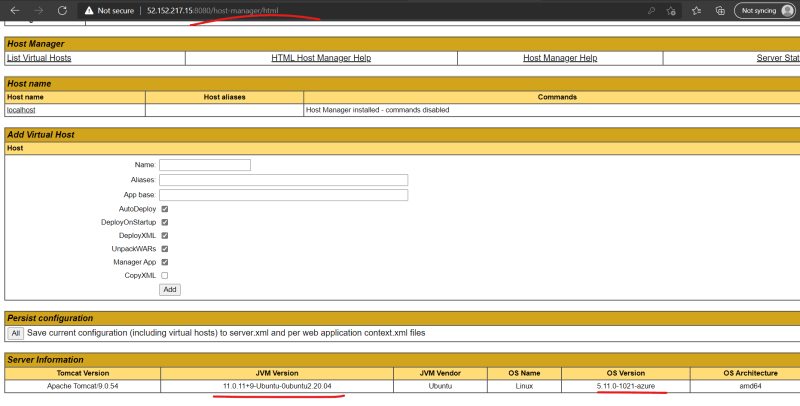 Not secure | 52.152.217.15:8080/host-manager/html
Not syncing
Host Manager
List Virtual Hosts HTML Host Manager Help Host Manager Help Server Stat
Host name
Host name Host aliases Commands
localhost Host Manager installed - commands disabled
Add Virtual Host
Host
Name:
Aliases:
App base:
AutoDeploy
DeployOnStartup
DeployXML
UnpackWARs
Manager App
CopyXML
Add
Persist configuration
All Save current configuration (including virtual hosts) to server.xml and per web application context.xml files
Server Information
Tomcat Version JVM Version JVM Vendor OS Name OS Version OS Architecture
Apache Tomcat/9.0.54 11.0.11+9-Ubuntu-0ubuntu2.20.04 Ubuntu Linux 5.11.0-1021-azure amd64